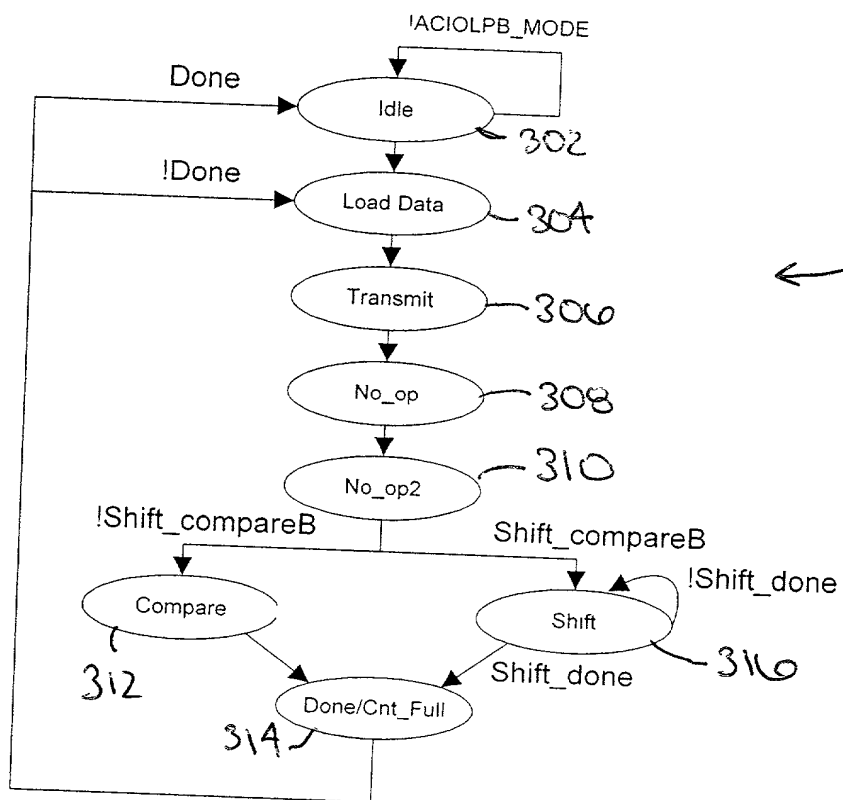 !ACIOLPB_MODE
Done
Idle
302
!Done
Load Data
304
Transmit
306
No_op
308
No_op2
310
!Shift_compareB
Shift_compareB
!Shift_done
Compare
Shift
312
Shift_done
316
Done/Cnt_Full
314